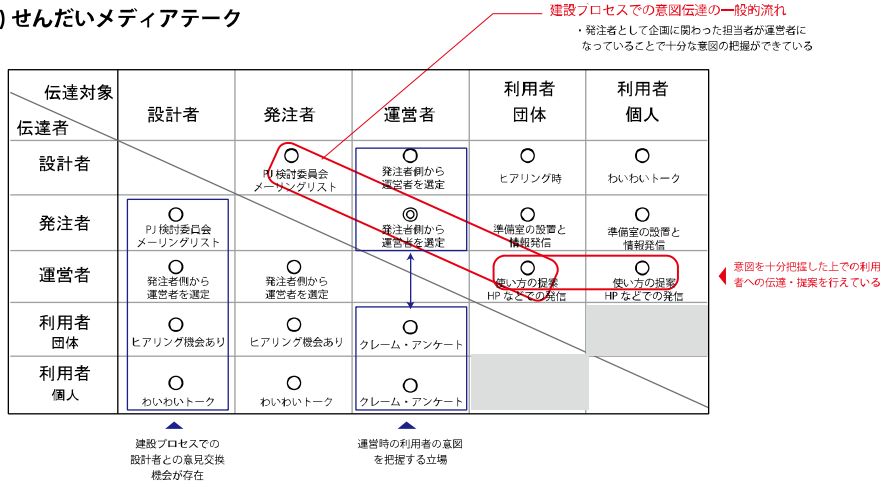 ) せんだいメディアテーク
建設プロセスでの意図伝達の一般的流れ
・発注者として企画に関わった担当者が運営者に
なっていることで十分な意図の把握ができている
伝達対象
伝達者
設計者
発注者
運営者
利用者
団体
利用者
個人
設計者
○
PJ 検討委員会
メーリングリスト
○
発注者側から
運営者を選定
○
ヒアリング時
○
わいわいトーク
発注者
○
PJ 検討委員会
メーリングリスト
◎
発注者側から
運営者を選定
○
準備室の設置と
情報発信
○
準備室の設置と
情報発信
運営者
○
発注者側から
運営者を選定
○
発注者側から
運営者を選定
○
使い方の提案
HP などでの発信
○
使い方の提案
HP などでの発信
意図を十分把握した上での利用
者への伝達・提案を行えている
利用者
団体
○
ヒアリング機会あり
○
ヒアリング機会あり
○
クレーム・アンケート
利用者
個人
○
わいわいトーク
○
わいわいトーク
○
クレーム・アンケート
建設プロセスでの
設計者との意見交換
機会が存在
運営時の利用者の意図
を把握する立場